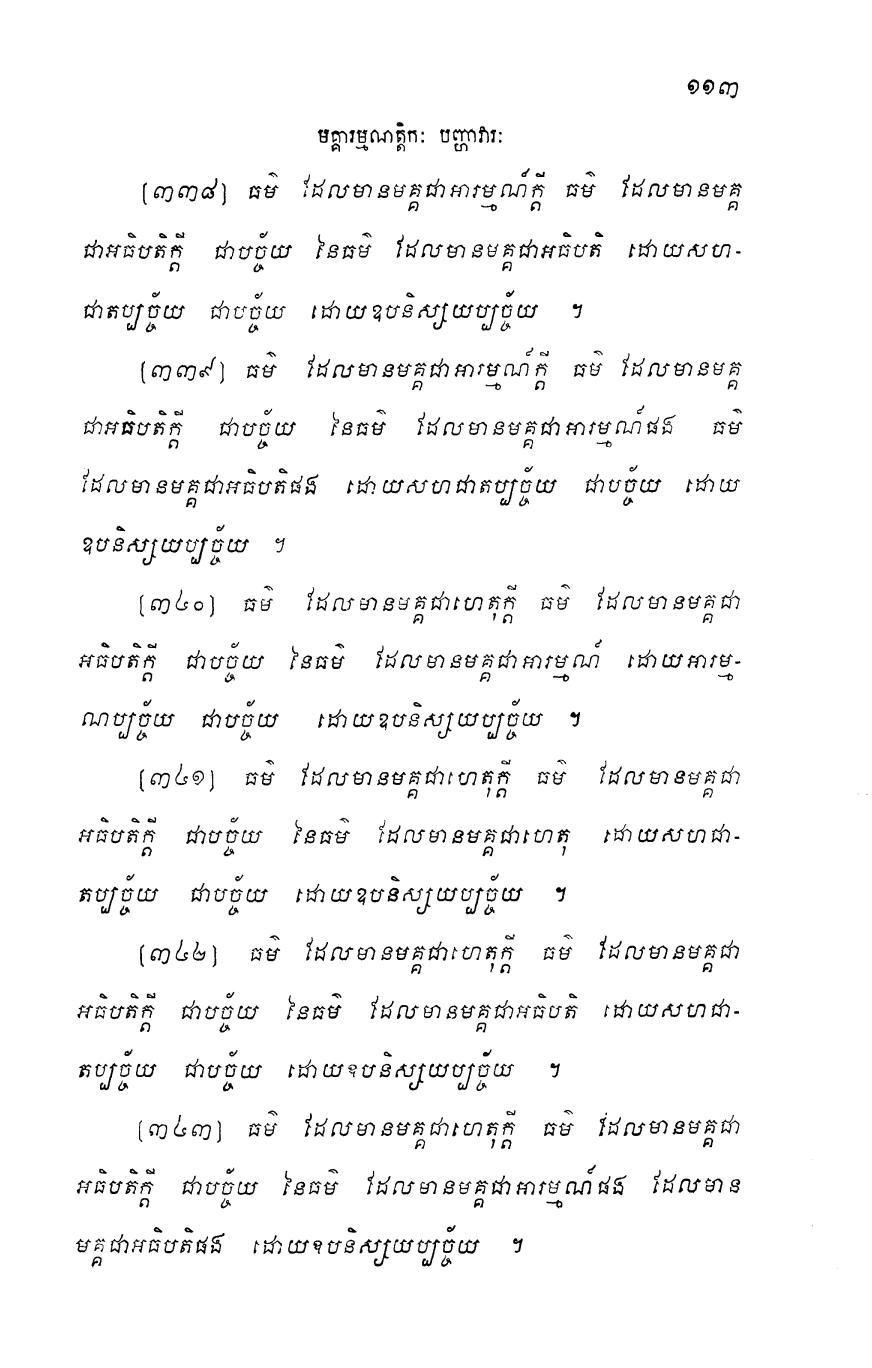 ១១៣
មគ្គារម្មណត្តិកៈ បញ្ហាវារៈ
[៣៣៨] ធម៌ ដែលមានមគ្គជាអារម្មណ៍ក្តី ធម៌ ដែលមានមគ្គ
ជាអធិបតិក្តី ជាបច្ច័យ នៃធម៌ ដែលមានមគ្គជាអធិបតិ ដោយសហ-
ជាតប្បច្ច័យ ជាបច្ច័យ ដោយឧបនិស្សយប្បច្ច័យ ។
[៣៣៩] ធម៌ ដែលមានមគ្គជាអារម្មណ៍ក្តី ធម៌ ដែលមានមគ្គ
ជាអធិបតិក្តី ជាបច្ច័យ នៃធម៌ ដែលមានមគ្គជាអារម្មណ៍ផង ធម៌
ដែលមានមគ្គជាអធិបតិផង ដោយសហជាតប្បច្ច័យ ជាបច្ច័យ ដោយ
ឧបនិស្សយប្បច្ច័យ ។
[៣៤០] ធម៌ ដែលមានមគ្គជាហេតុក្តី ធម៌ ដែលមានមគ្គជា
អធិបតិក្តី ជាបច្ច័យ នៃធម៌ ដែលមានមគ្គជាអារម្មណ៍ ដោយអារម្ម-
ណប្បច្ច័យ ជាបច្ច័យ ដោយឧបនិស្សយប្បច្ច័យ ។
[៣៤១] ធម៌ ដែលមានមគ្គជាហេតុក្តី ធម៌ ដែលមានមគ្គជា
អធិបតិក្តី ជាបច្ច័យ នៃធម៌ ដែលមានមគ្គជាហេតុ ដោយសហជា-
តប្បច្ច័យ ជាបច្ច័យ ដោយឧបនិស្សយប្បច្ច័យ ។
[៣៤២] ធម៌ ដែលមានមគ្គជាហេតុក្តី ធម៌ ដែលមានមគ្គជា
អធិបតិក្តី ជាបច្ច័យ នៃធម៌ ដែលមានមគ្គជាអធិបតិ ដោយសហជា-
តប្បច្ច័យ ជាបច្ច័យ ដោយឧបនិស្សយប្បច្ច័យ ។
[៣៤៣] ធម៌ ដែលមានមគ្គជាហេតុក្តី ធម៌ ដែលមានមគ្គជា
អធិបតិក្តី ជាបច្ច័យ នៃធម៌ ដែលមានមគ្គជាអារម្មណ៍ផង ដែលមាន
មគ្គជាអធិបតិផង ដោយឧបនិស្សយប្បច្ច័យ ។